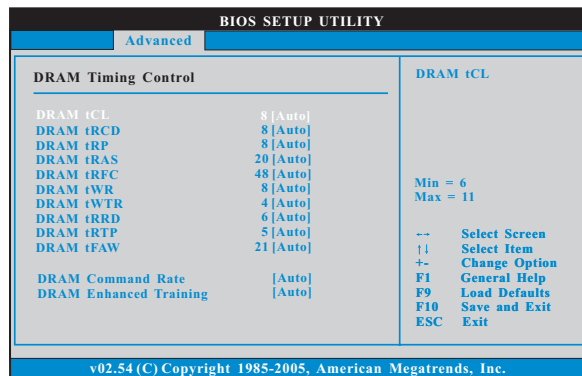 BIOS SETUP UTILITY
Advanced
DRAM Timing Control
DRAM tCL 8 [Auto]
DRAM tRCD 8 [Auto]
DRAM tRP 8 [Auto]
DRAM tRAS 20 [Auto]
DRAM tRFC 48 [Auto]
DRAM tWR 8 [Auto]
DRAM tWTR 4 [Auto]
DRAM tRRD 6 [Auto]
DRAM tRTP 5 [Auto]
DRAM tFAW 21 [Auto]
DRAM Command Rate [Auto]
DRAM Enhanced Training [Auto]
DRAM tCL
Min = 6
Max = 11
←→ Select Screen
↑↓ Select Item
+- Change Option
F1 General Help
F9 Load Defaults
F10 Save and Exit
ESC Exit
v02.54 (C) Copyright 1985-2005, American Megatrends, Inc.